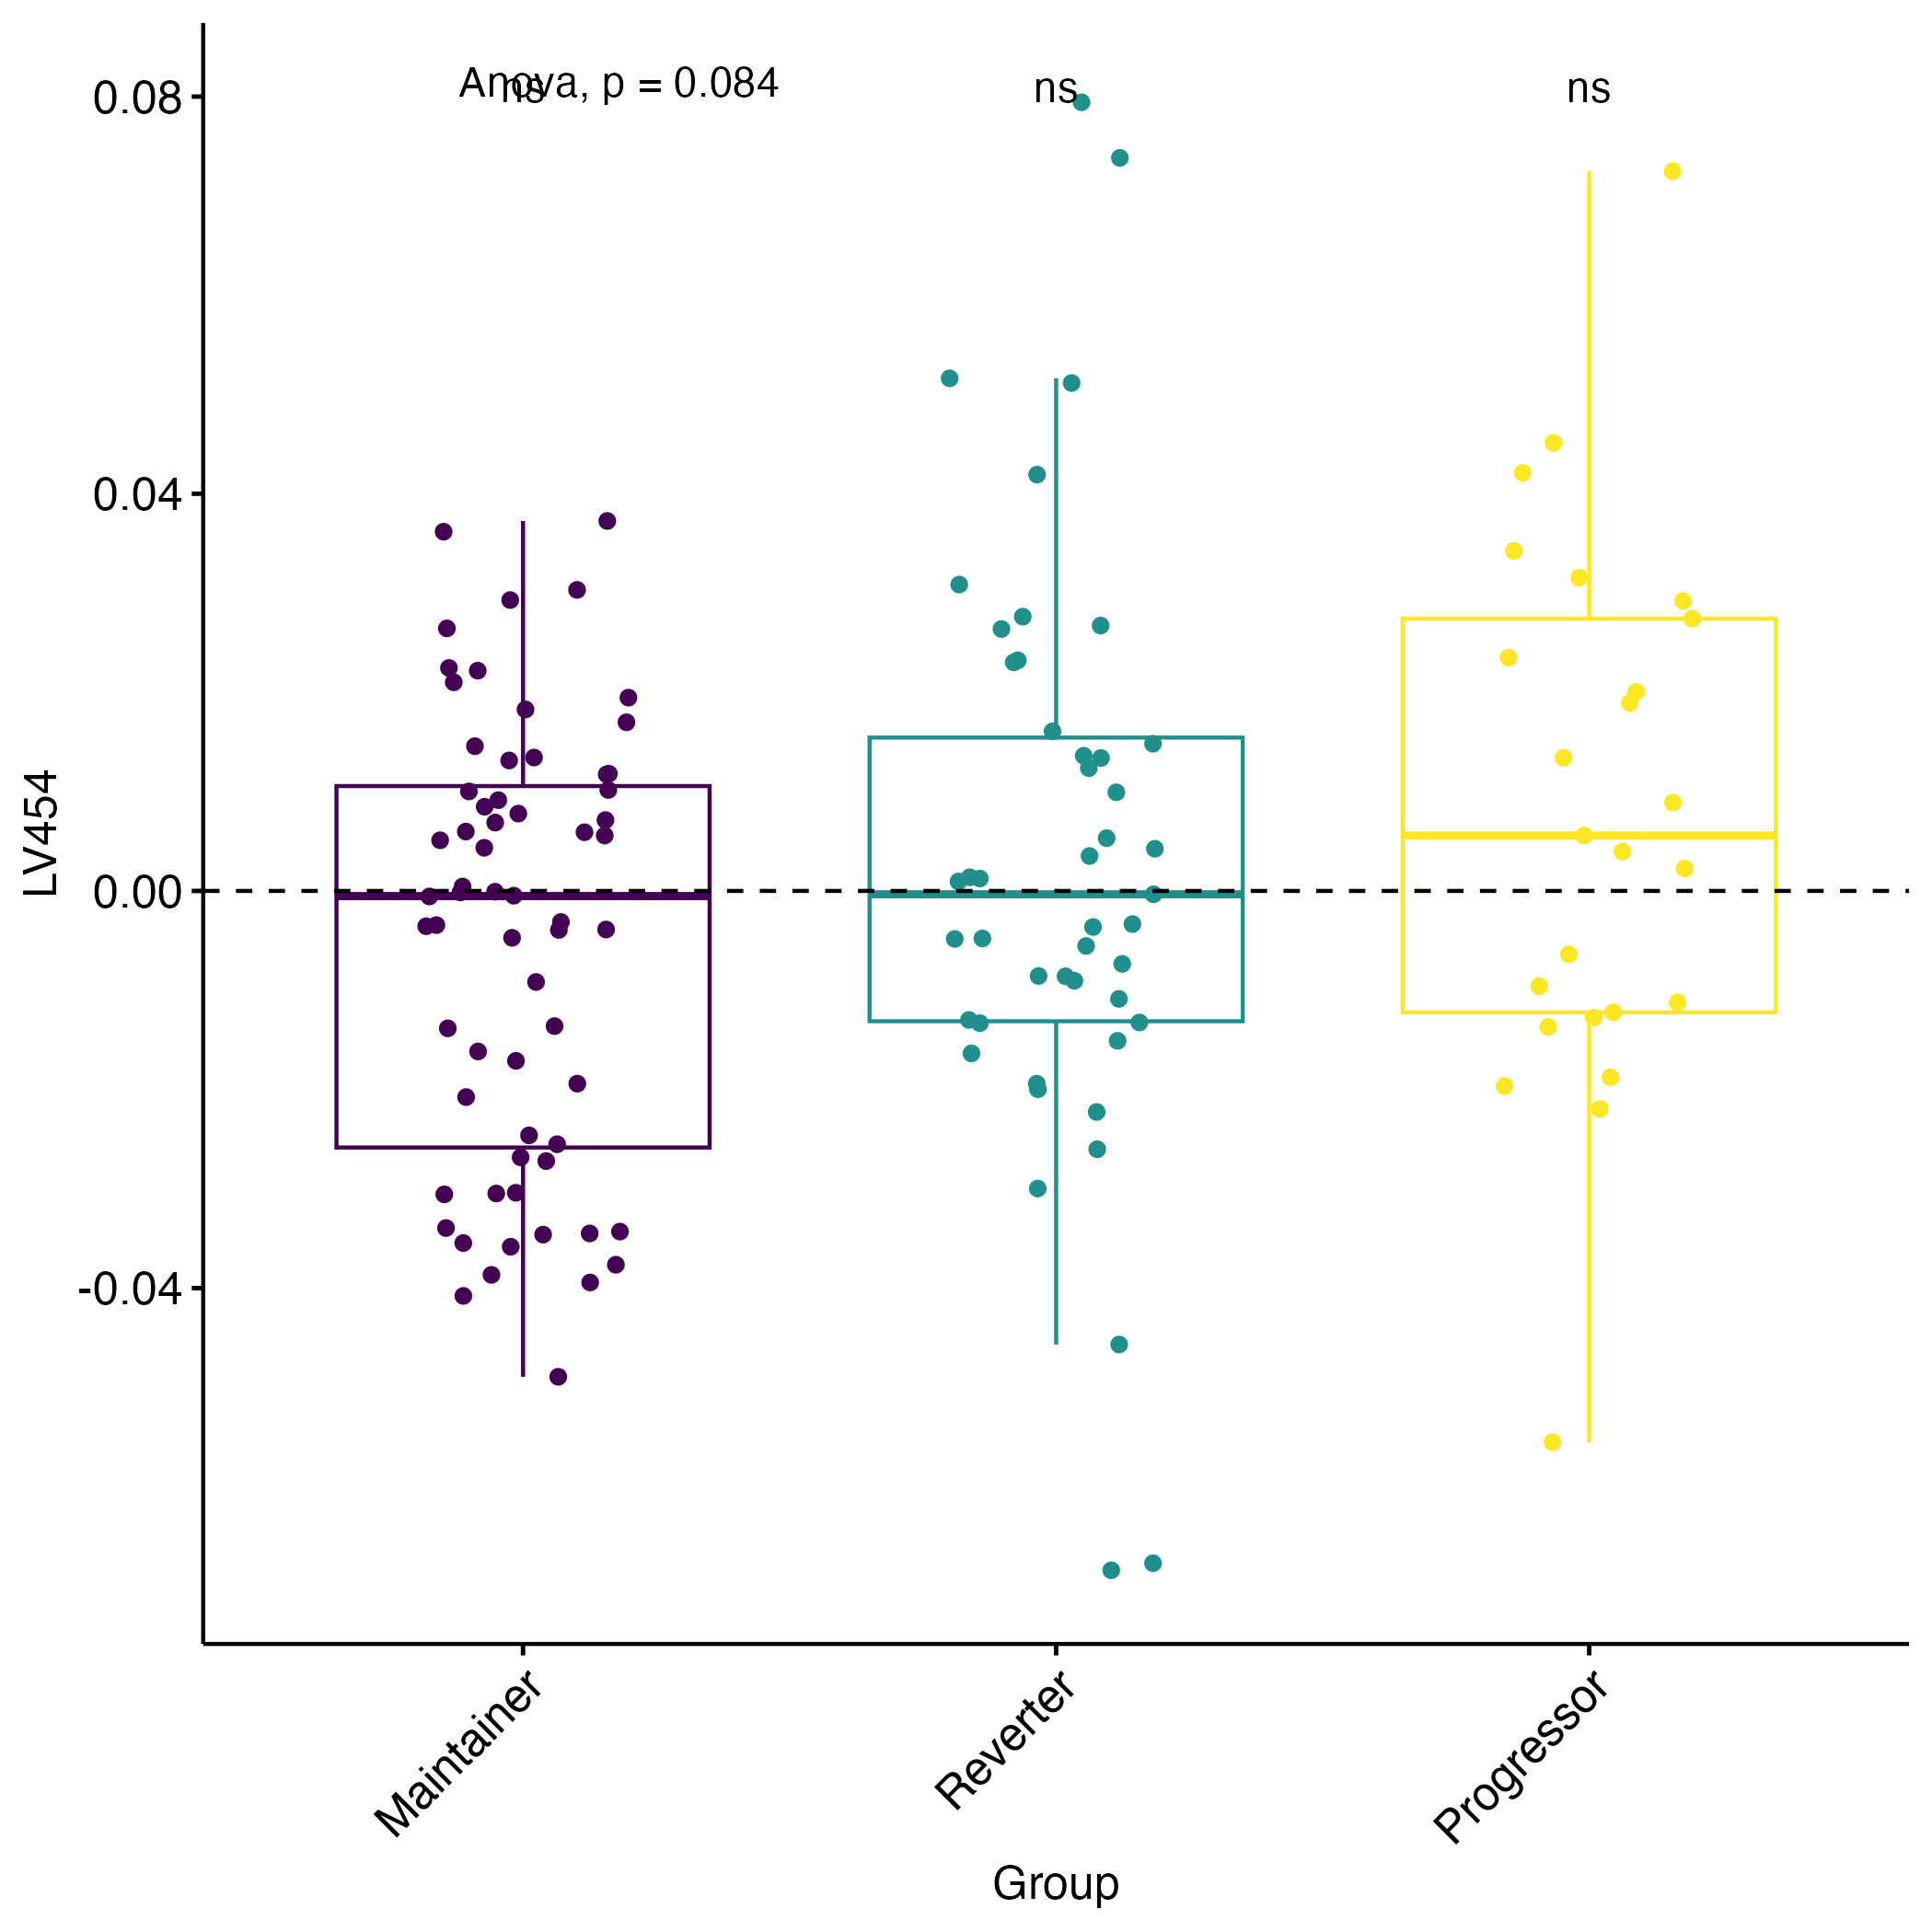 Anova, p = 0.084
ns
ns
ns
0.08
0.04
0.00
-0.04
LV454
Maintainer
Reverter
Progressor
Group